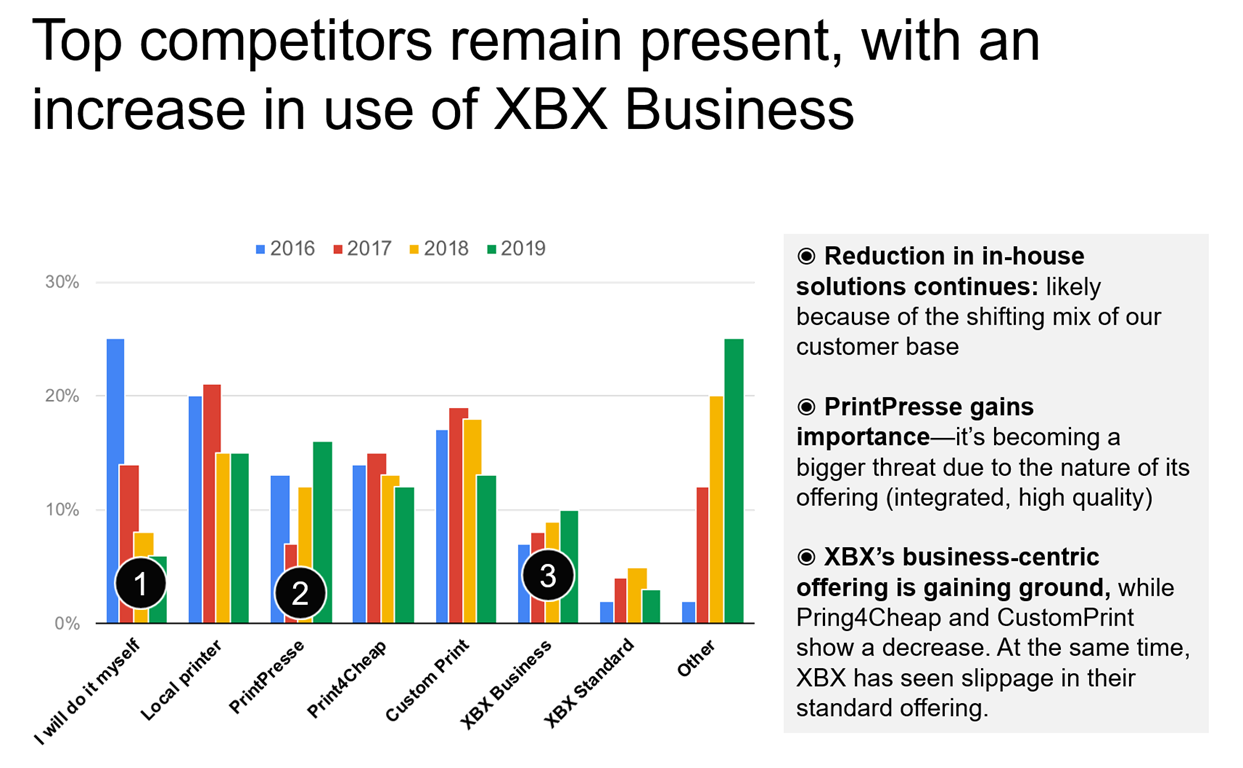 Top competitors remain present, with an
increase in use of XBX Business
2016 2017 2018 2019
30%
20%
10%
0%
1
2
3
I will do it myself
Local printer
PrintPresse
Print4Cheap
Custom Print
XBX Business
XBX Standard
Other
◉ Reduction in in-house
solutions continues: likely
because of the shifting mix of our
customer base
◉ PrintPresse gains
importance—it’s becoming a
bigger threat due to the nature of its
offering (integrated, high quality)
◉ XBX’s business-centric
offering is gaining ground, while
Pring4Cheap and CustomPrint
show a decrease. At the same time,
XBX has seen slippage in their
standard offering.